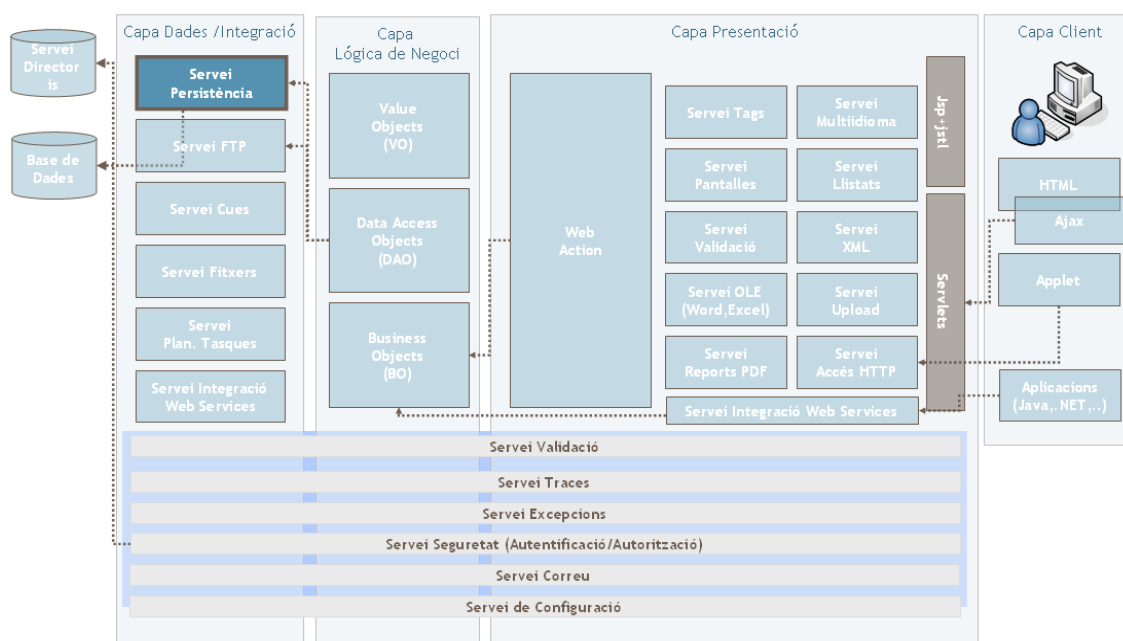 Capa Dades /Integració
Capa
Lógica de Negoci
Capa Presentació
Capa Client
Servei
Director
is
Base de
Dades
Servei
Persistència
Servei FTP
Servei Cues
Servei Fitxers
Servei
Plan. Tasques
Servei Integració
Web Services
Value
Objects
(VO)
Data Access
Objects
(DAO)
Business
Objects
(BO)
Web
Action
Servei Tags
Servei
Multiidioma
Servei
Pantalles
Servei
Llistats
Servei
Validació
Servei
XML
Servei OLE
(Word,Excel)
Servei
Upload
Servei
Reports PDF
Servei
Accés HTTP
Servei Integració Web Services
Jsp+jstl
Servlets
HTML
Ajax
Applet
Aplicacions
(Java,.NET,..)
Servei Validació
Servei Traces
Servei Excepcions
Servei Seguretat (Autentificació/Autorització)
Servei Correu
Servei de Configuració